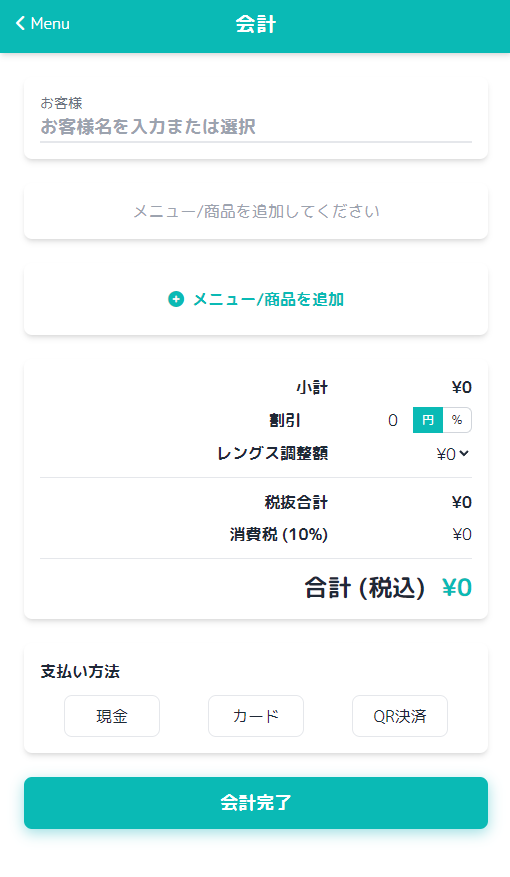 Menu
会計
お客様
お客様名を入力または選択
メニュー/商品を追加してください
メニュー/商品を追加
小計 ¥0
割引 0 円 %
レングス調整額 ¥0
税抜合計 ¥0
消費税 (10%) ¥0
合計 (税込) ¥0
支払い方法
現金 カード QR決済
会計完了